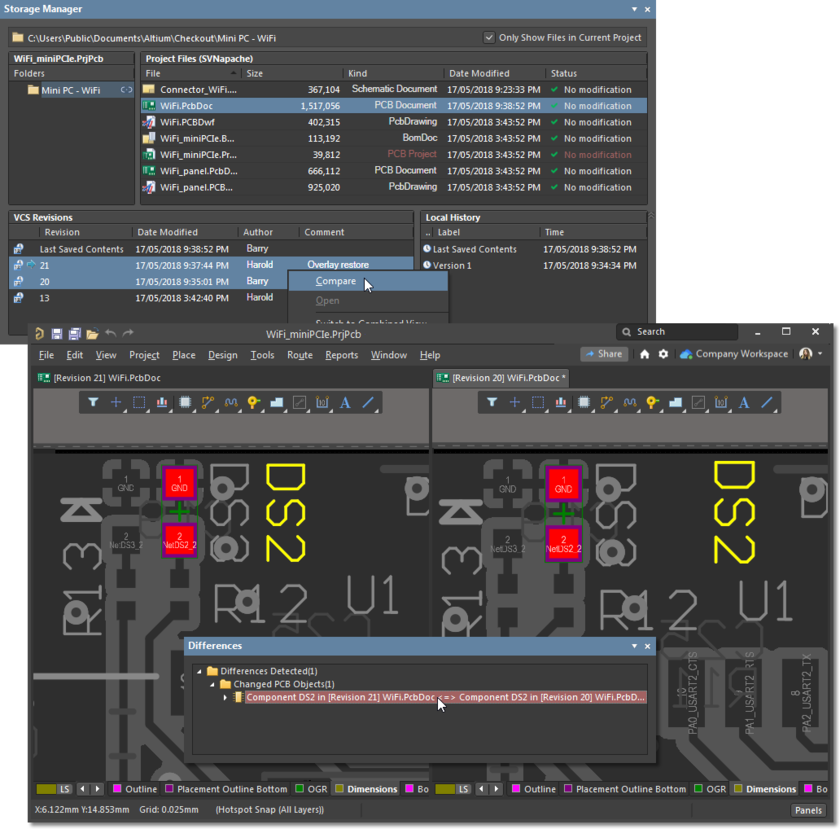 Storage Manager
C:\Users\Public\Documents\Altium\Checkout\Mini PC - WiFi
Only Show Files in Current Project
WiFi_miniPCIe.PrjPcb
Project Files (SVNapache)
Folders
File Size Kind Date Modified Status
Mini PC - WiFi
Connector_WiFi.... 367,104 Schematic Document 17/05/2018 9:23:33 PM No modification
WiFi.PcbDoc 1,517,056 PCB Document 17/05/2018 9:38:52 PM No modification
WiFi.PCBDwf 402,315 PcbDrawing 17/05/2018 3:43:52 PM No modification
WiFi_miniPCIe.B... 113,192 BomDoc 17/05/2018 3:43:52 PM No modification
WiFi_miniPCIe.Pr... 39,812 PCB Project 17/05/2018 3:43:52 PM No modification
WiFi_panel.PcbD... 666,112 PCB Document 17/05/2018 3:43:52 PM No modification
WiFi_panel.PCB... 925,020 PcbDrawing 17/05/2018 3:43:52 PM No modification
VCS Revisions
Revision Date Modified Author Comment
Last Saved Contents 17/05/2018 9:38:52 PM Barry
21 17/05/2018 9:37:44 PM Harold Overlay restore
20 17/05/2018 9:35:01 PM Barry
13 17/05/2018 3:42:40 PM Harold
Compare
Open
Switch to Combined View
Local History
.. Label Time
Last Saved Contents 17/05/2018 9:38:52 PM
Version 1 17/05/2018 9:34:34 PM
WiFi_miniPCIe.PrjPcb
Search
File Edit View Project Place Design Tools Route Reports Window Help
Share
Company Workspace
[Revision 21] WiFi.PcbDoc
[Revision 20] WiFi.PcbDoc *
1
GND
1
GND
2
NetDS3_2
2
NetDS2_2
DS3
DS2
R13
R12
U1
1
GND
1
GND
2
NetDS3_2
2
NetDS2_2
DS3
DS2
R13
R12
U1
PA0_USART2_CTS
PA1_USART2_RTS
PA2_USART2_TX
10
9
8
Differences
Differences Detected(1)
Changed PCB Objects(1)
Component DS2 in [Revision 21] WiFi.PcbDoc <=> Component DS2 in [Revision 20] WiFi.PcbD...
LS Outline Placement Outline Bottom OGR Dimensions Bo
LS Outline Placement Outline Bottom OGR Dimensions Bo
X:6.122mm Y:14.853mm Grid: 0.025mm (Hotspot Snap (All Layers))
Panels